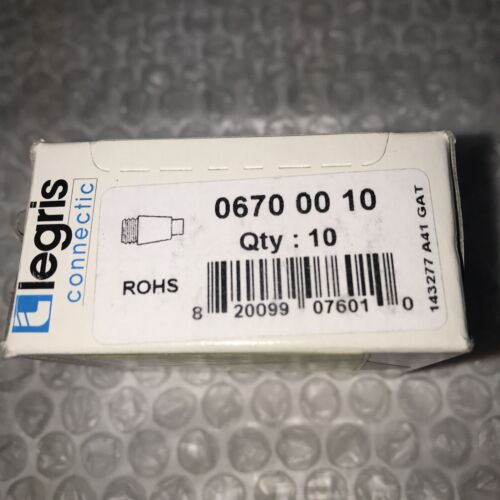 legris
connectic
0670 00 10
Qty : 10
ROHS
8 20099 07601 0
143277 A41 GAT